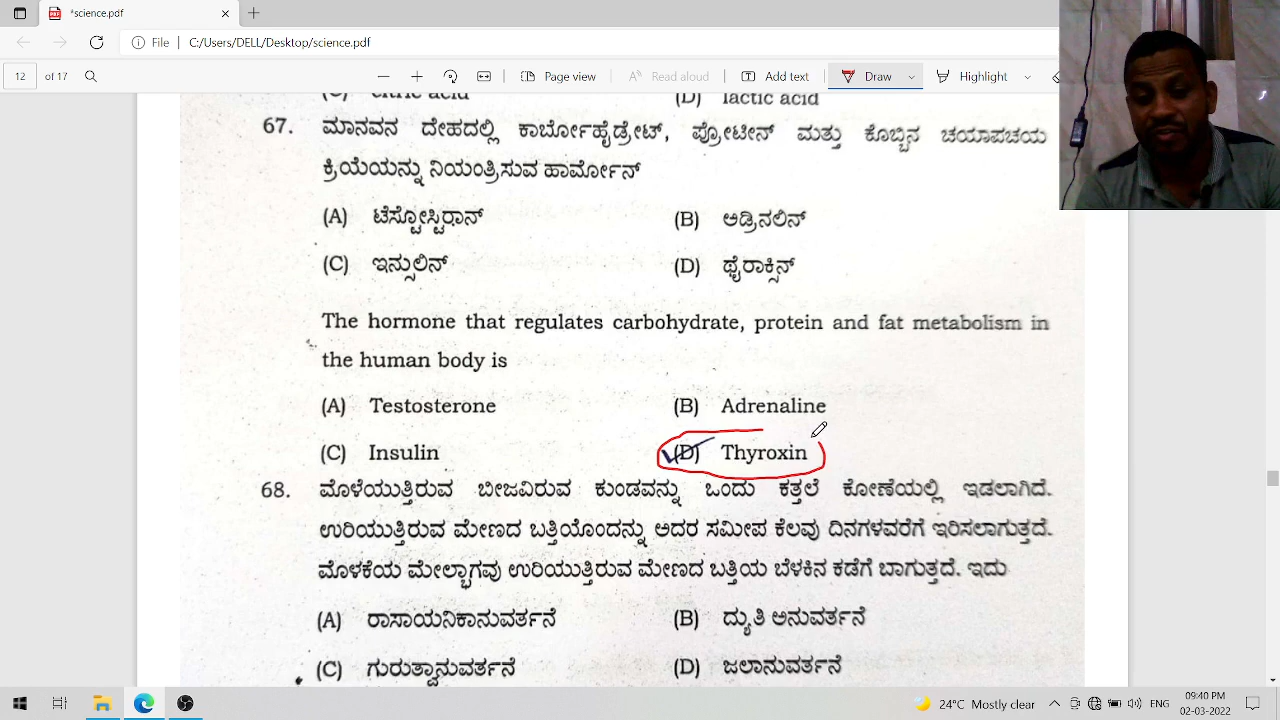 *science.pdf
File | C:/Users/DELL/Desktop/science.pdf
12 of 17 Page view Read aloud Add text Draw Highlight
(C) citric acid (D) lactic acid
67. ಮಾನವನ ದೇಹದಲ್ಲಿ ಕಾರ್ಬೋಹೈಡ್ರೇಟ್, ಪ್ರೋಟೀನ್ ಮತ್ತು ಕೊಬ್ಬಿನ ಚಯಾಪಚಯ
ಕ್ರಿಯೆಯನ್ನು ನಿಯಂತ್ರಿಸುವ ಹಾರ್ಮೋನ್
(A) ಟೆಸ್ಟೋಸ್ಟಿರಾನ್ (B) ಅಡ್ರಿನಲಿನ್
(C) ಇನ್ಸುಲಿನ್ (D) ಥೈರಾಕ್ಸಿನ್
The hormone that regulates carbohydrate, protein and fat metabolism in
the human body is
(A) Testosterone (B) Adrenaline
(C) Insulin (D) Thyroxin
68. ಮೊಳೆಯುತ್ತಿರುವ ಬೀಜವಿರುವ ಕುಂಡವನ್ನು ಒಂದು ಕತ್ತಲೆ ಕೋಣೆಯಲ್ಲಿ ಇಡಲಾಗಿದೆ.
ಉರಿಯುತ್ತಿರುವ ಮೇಣದ ಬತ್ತಿಯೊಂದನ್ನು ಅದರ ಸಮೀಪ ಕೆಲವು ದಿನಗಳವರೆಗೆ ಇರಿಸಲಾಗುತ್ತದೆ.
ಮೊಳಕೆಯ ಮೇಲ್ಭಾಗವು ಉರಿಯುತ್ತಿರುವ ಮೇಣದ ಬತ್ತಿಯ ಬೆಳಕಿನ ಕಡೆಗೆ ಬಾಗುತ್ತದೆ. ಇದು
(A) ರಾಸಾಯನಿಕಾನುವರ್ತನೆ (B) ದ್ಯುತಿ ಅನುವರ್ತನೆ
(C) ಗುರುತ್ವಾನುವರ್ತನೆ (D) ಜಲಾನುವರ್ತನೆ
24°C Mostly clear ENG 09:40 PM
02-03-2022